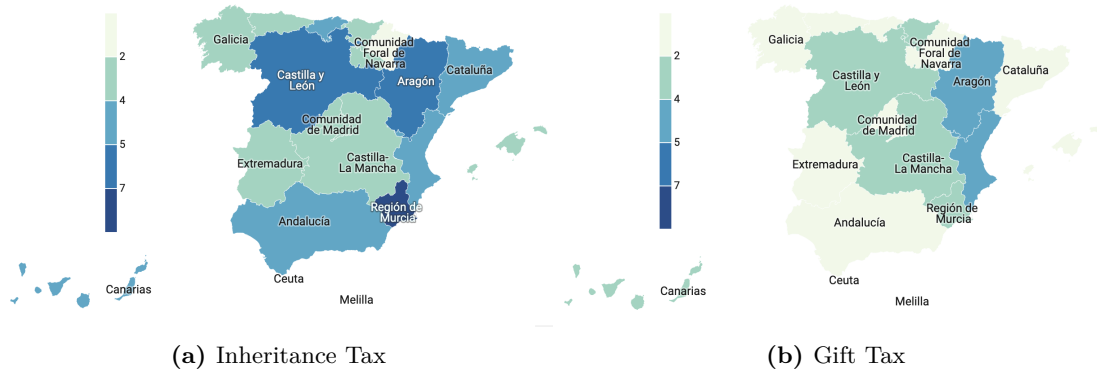 2
4
5
7
Galicia
Comunidad
Foral de
Navarra
Castilla y
León
Aragón
Cataluña
Comunidad
de Madrid
Extremadura
Castilla-
La Mancha
Región de
Murcia
Andalucía
Ceuta
Canarias
Melilla
(a) Inheritance Tax
2
4
5
7
Galicia
Comunidad
Foral de
Navarra
Castilla y
León
Aragón
Cataluña
Comunidad
de Madrid
Extremadura
Castilla-
La Mancha
Región de
Murcia
Andalucía
Ceuta
Canarias
Melilla
(b) Gift Tax